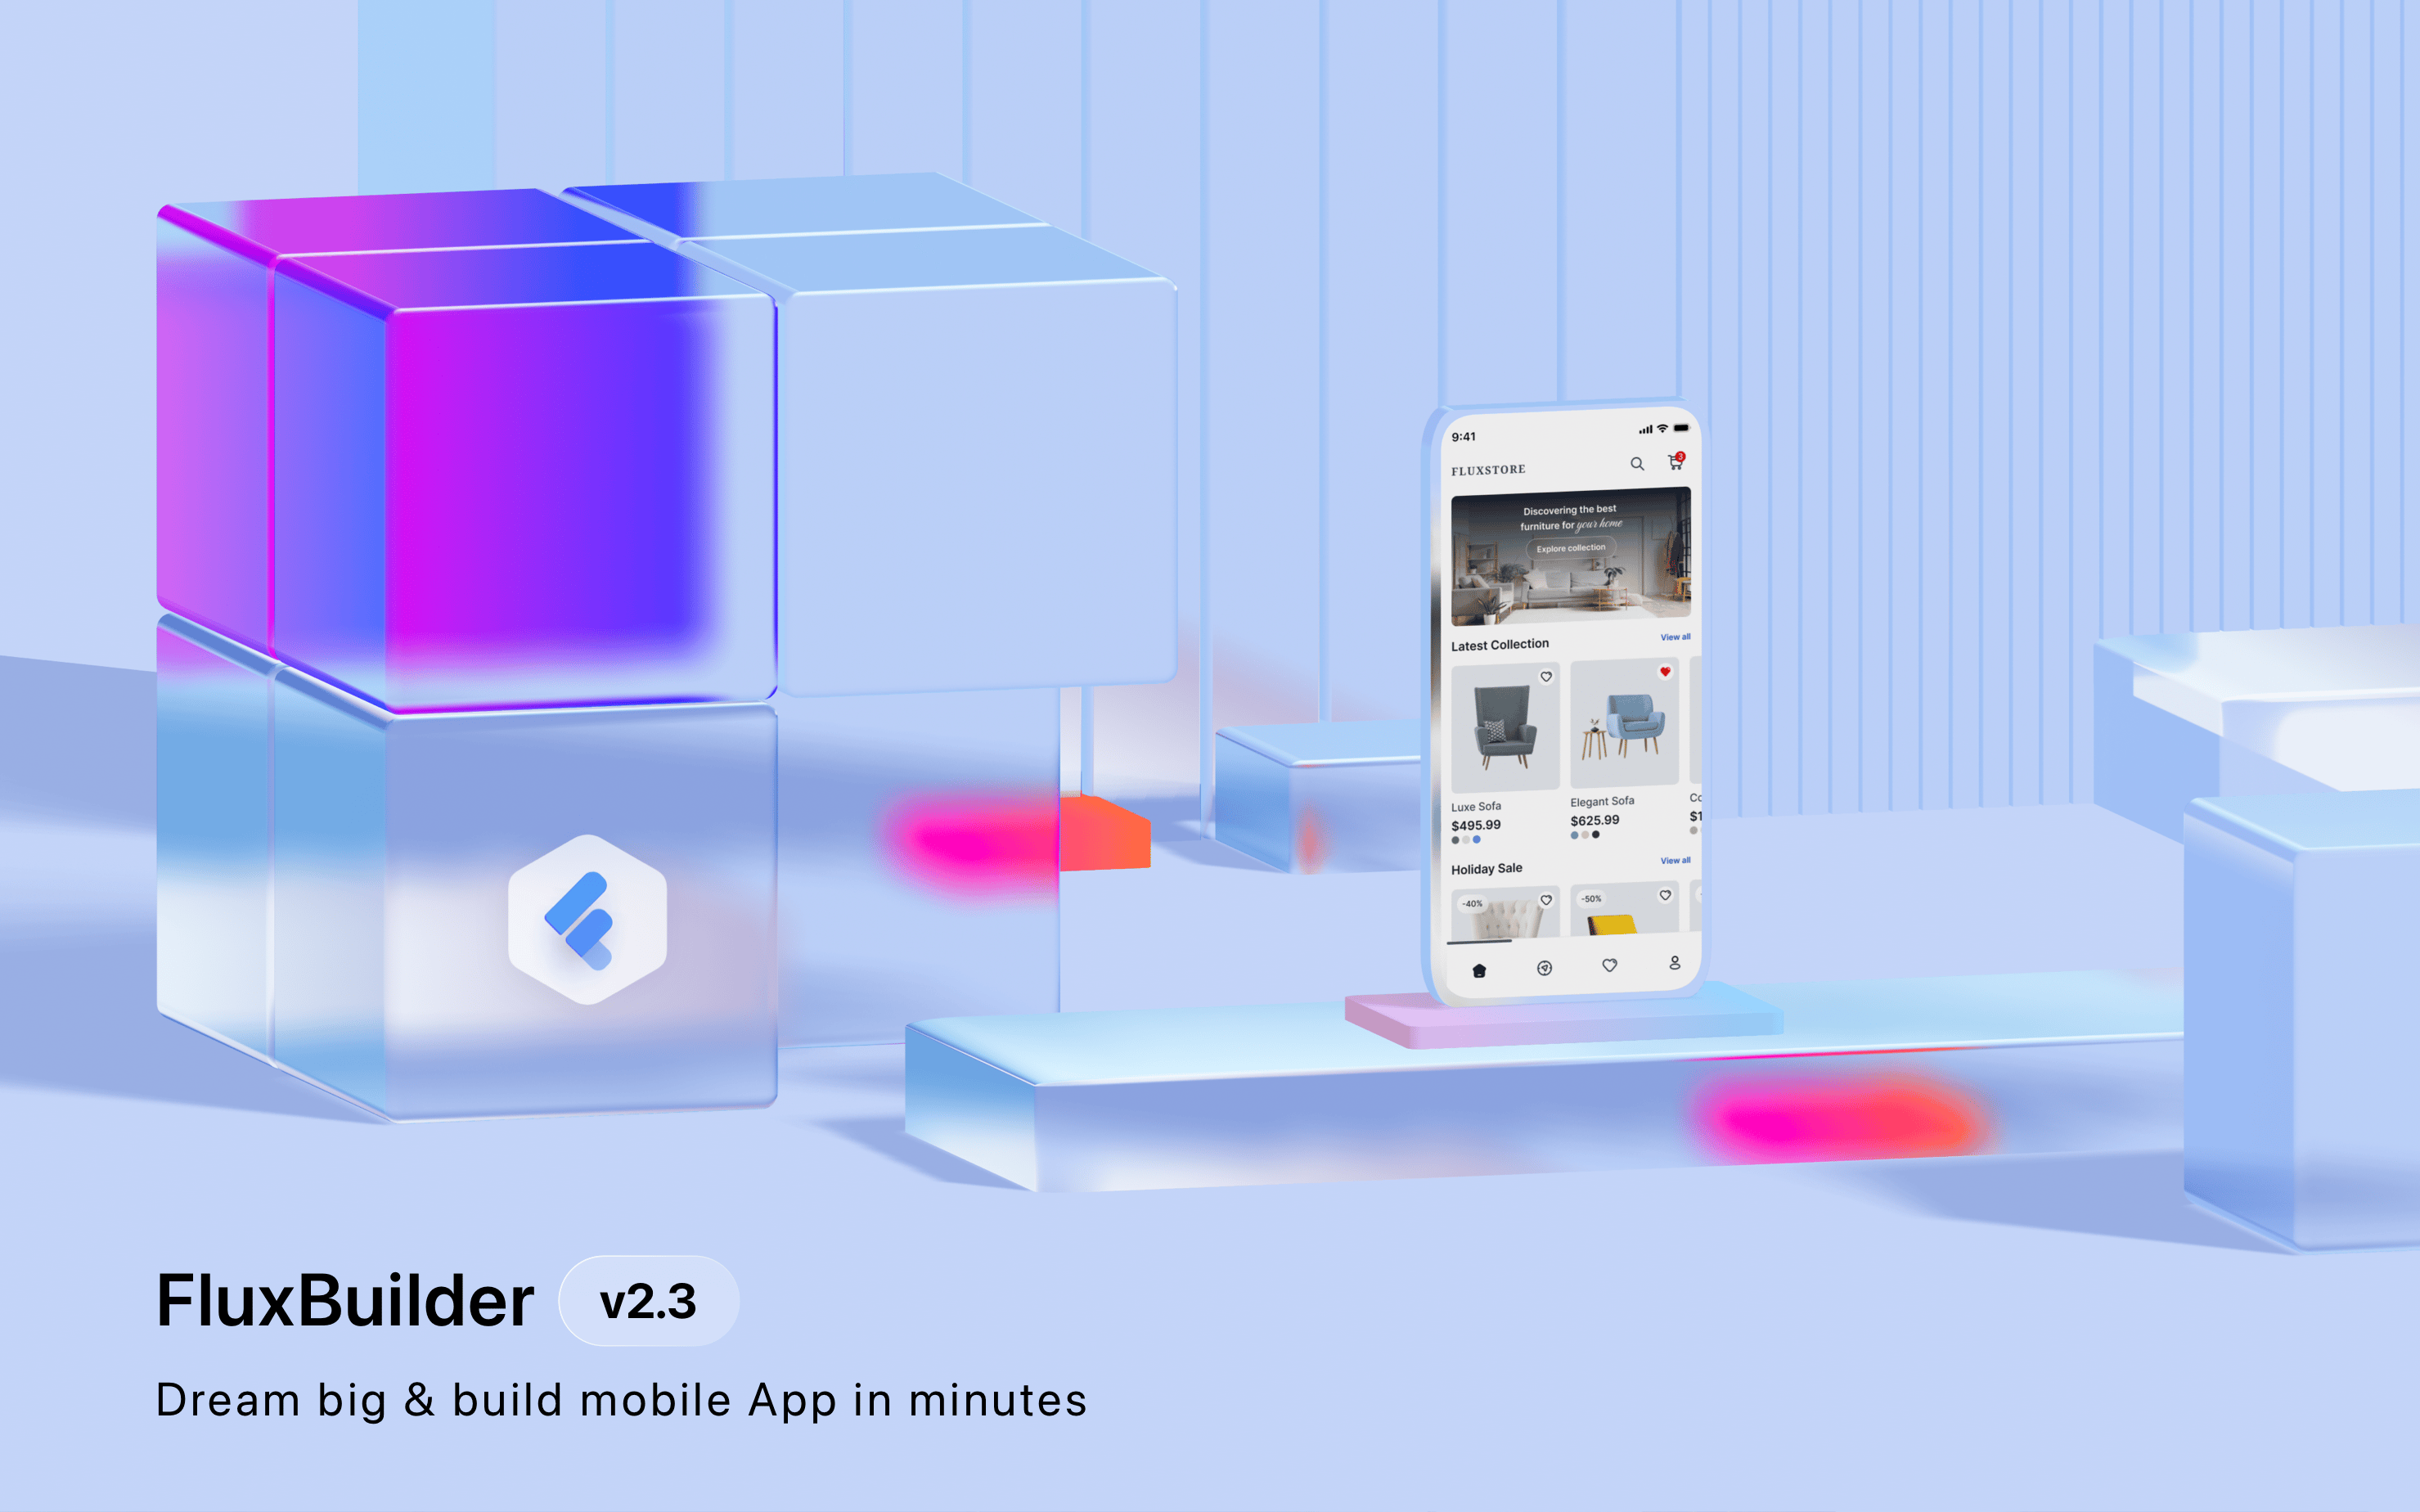 9:41
FLUXSTORE
3
Discovering the best
furniture for your home
Explore collection
Latest Collection
View all
Luxe Sofa
Elegant Sofa
Co
$495.99
$625.99
$1
Holiday Sale
View all
-40%
-50%
FluxBuilder
v2.3
Dream big & build mobile App in minutes